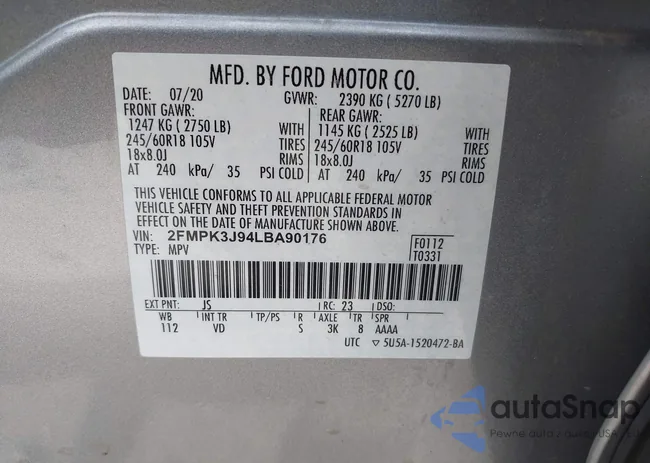 MFD. BY FORD MOTOR CO.
DATE: 07/20 GVWR: 2390 KG ( 5270 LB)
FRONT GAWR: REAR GAWR:
1247 KG ( 2750 LB) WITH 1145 KG ( 2525 LB) WITH
245/60R18 105V TIRES 245/60R18 105V TIRES
18x8.0J RIMS 18x8.0J RIMS
AT 240 kPa/ 35 PSI COLD AT 240 kPa/ 35 PSI COLD
THIS VEHICLE CONFORMS TO ALL APPLICABLE FEDERAL MOTOR
VEHICLE SAFETY AND THEFT PREVENTION STANDARDS IN
EFFECT ON THE DATE OF MANUFACTURE SHOWN ABOVE.
VIN: 2FMPK3J94LBA90176 F0112
TYPE: MPV T0331
EXT PNT: JS RC: 23 DSO:
WB INT TR TP/PS R AXLE TR SPR
112 VD S 3K 8 AAAA
UTC 5U5A-1520472-BA
autaSnap
Pewne auto z USA